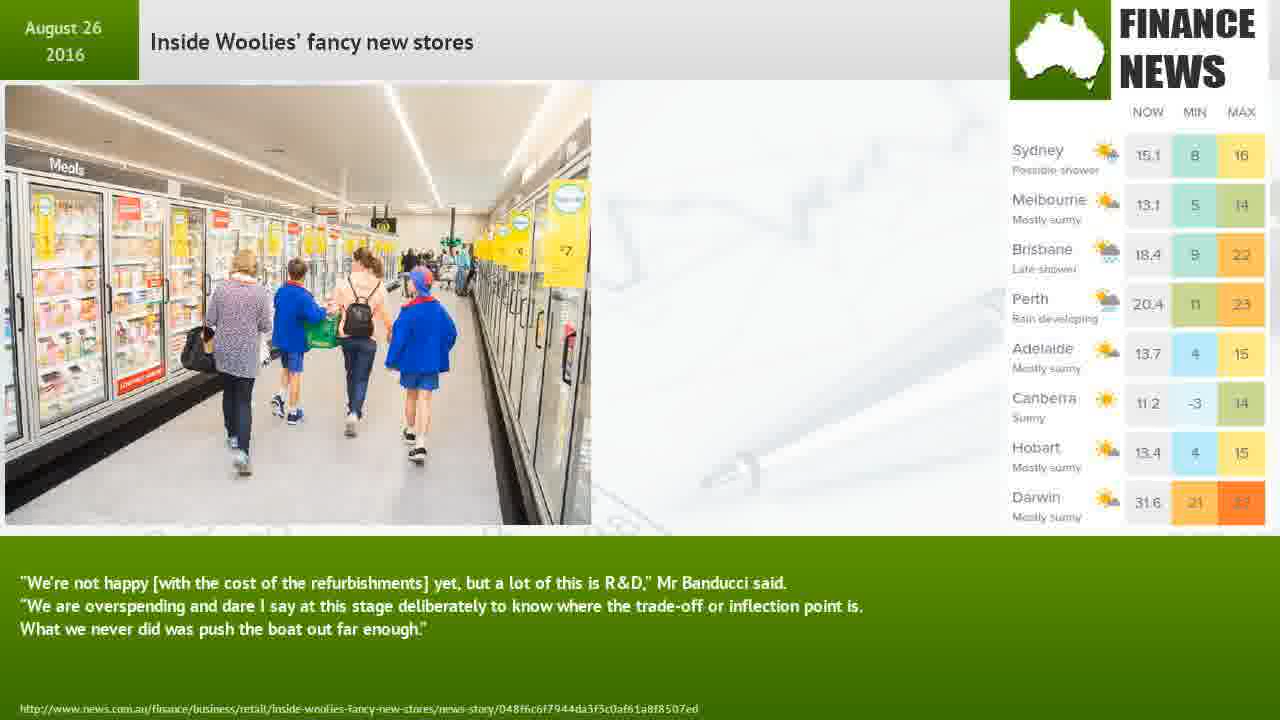 August 26
2016
Inside Woolies’ fancy new stores
FINANCE
NEWS
NOW MIN MAX
Sydney 15.1 8 16
Possible shower
Melbourne 13.1 5 14
Mostly sunny
Brisbane 18.4 9 22
Late shower
Perth 20.4 11 23
Rain developing
Adelaide 13.7 4 15
Mostly sunny
Canberra 11.2 -3 14
Sunny
Hobart 13.4 4 15
Mostly sunny
Darwin 31.6 21
Mostly sunny
Meals
"We're not happy [with the cost of the refurbishments] yet, but a lot of this is R&D," Mr Banducci said.
"We are overspending and dare I say at this stage deliberately to know where the trade-off or inflection point is.
What we never did was push the boat out far enough."
http://www.news.com.au/finance/business/retail/inside-woolies-fancy-new-stores/news-story/048f6c6f7944da3f3c0af61a8f8507ed